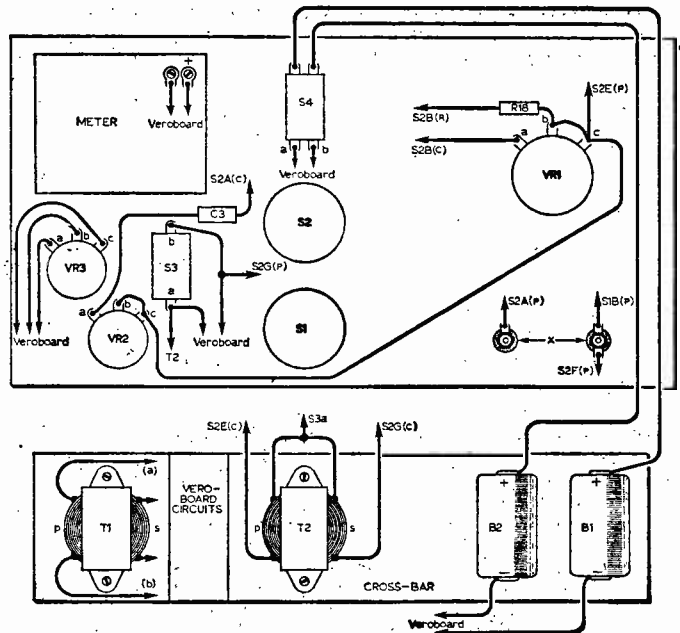 +
METER
Veroboard
S4
a
b
Veroboard
S2B(R)
R18
S2E(P)
b
a
c
S2B(C)
VR1
S2A(C)
C3
S2
a
b
c
VR3
b
S3
a
S2G(P)
a
b
c
VR2
Veroboard
T2
Veroboard
S1
S2A(P)
S1B(P)
X
S2F(P)
S2E(C)
S3a
S2G(C)
(a)
p
T1
s
(b)
VERO-
BOARD
CIRCUITS
p
T2
s
CROSS-BAR
+
B2
-
+
B1
-
Veroboard